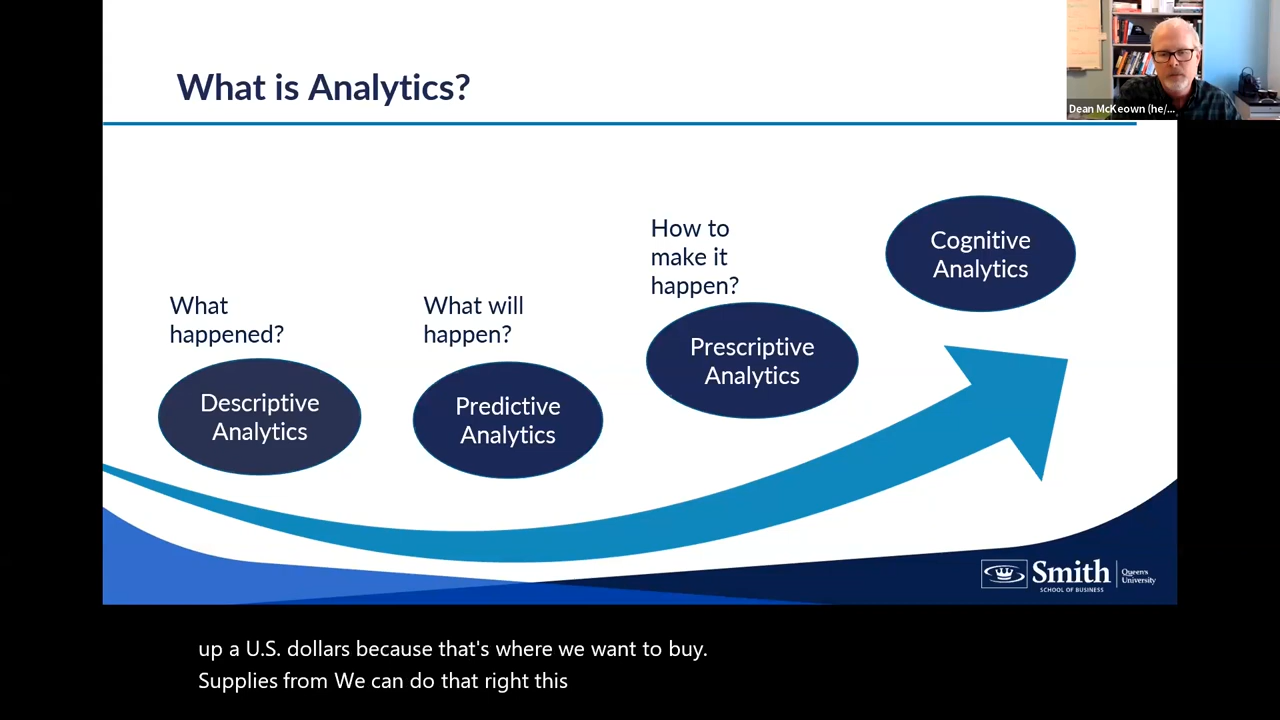 What is Analytics?
Dean McKeown (he/...
How to
make it
happen?
Cognitive
Analytics
What
happened?
What will
happen?
Prescriptive
Analytics
Descriptive
Analytics
Predictive
Analytics
Smith
SCHOOL OF BUSINESS
Queen's
University
up a U.S. dollars because that's where we want to buy.
Supplies from We can do that right this